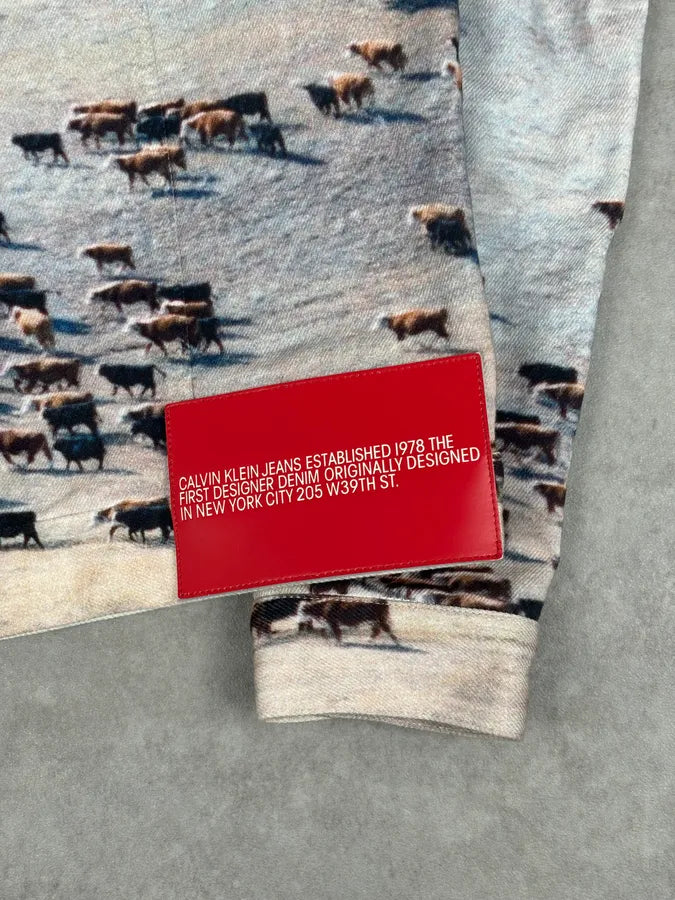 CALVIN KLEIN JEANS ESTABLISHED 1978 THE
FIRST DESIGNER DENIM ORIGINALLY DESIGNED
IN NEW YORK CITY 205 W39TH ST.